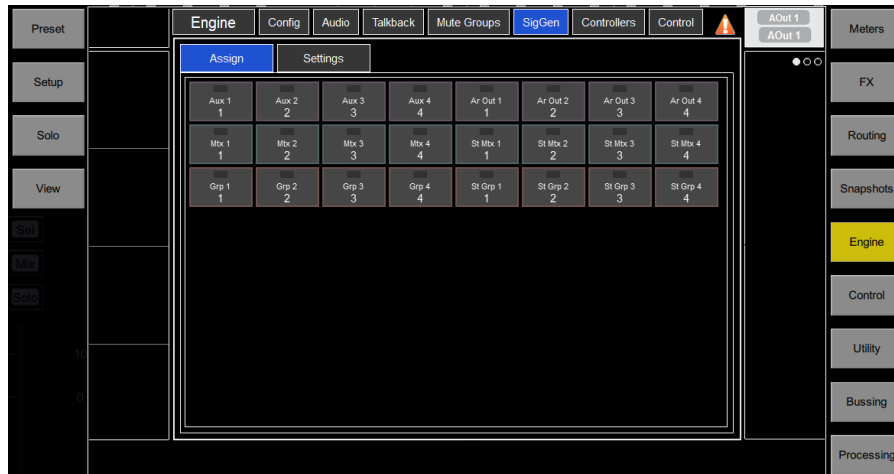 Preset
Setup
Solo
View
Sel
Mix
Solo
10
0
Engine Config Audio Talkback Mute Groups SigGen Controllers Control
Assign Settings
Aux 1 Aux 2 Aux 3 Aux 4 Ar Out 1 Ar Out 2 Ar Out 3 Ar Out 4
1 2 3 4 1 2 3 4
Mtx 1 Mtx 2 Mtx 3 Mtx 4 St Mtx 1 St Mtx 2 St Mtx 3 St Mtx 4
1 2 3 4 1 2 3 4
Grp 1 Grp 2 Grp 3 Grp 4 St Grp 1 St Grp 2 St Grp 3 St Grp 4
1 2 3 4 1 2 3 4
AOut 1
AOut 1
Meters
FX
Routing
Snapshots
Engine
Control
Utility
Bussing
Processing